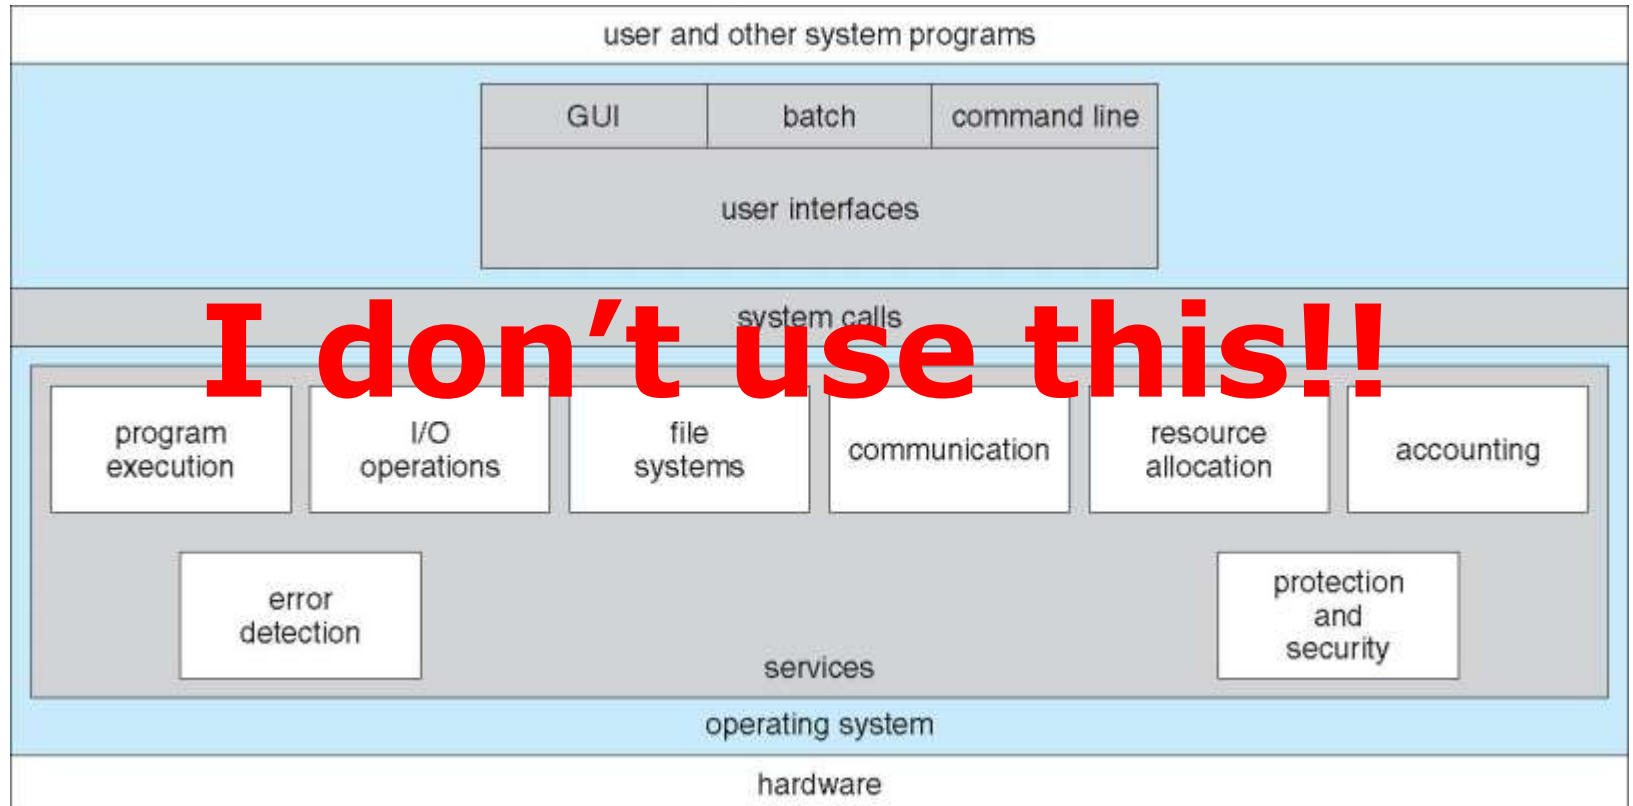 user and other system programs
GUI batch command line
user interfaces
system calls
I don’t use this!!
program
execution
I/O
operations
file
systems
communication
resource
allocation
accounting
error
detection
protection
and
security
services
operating system
hardware